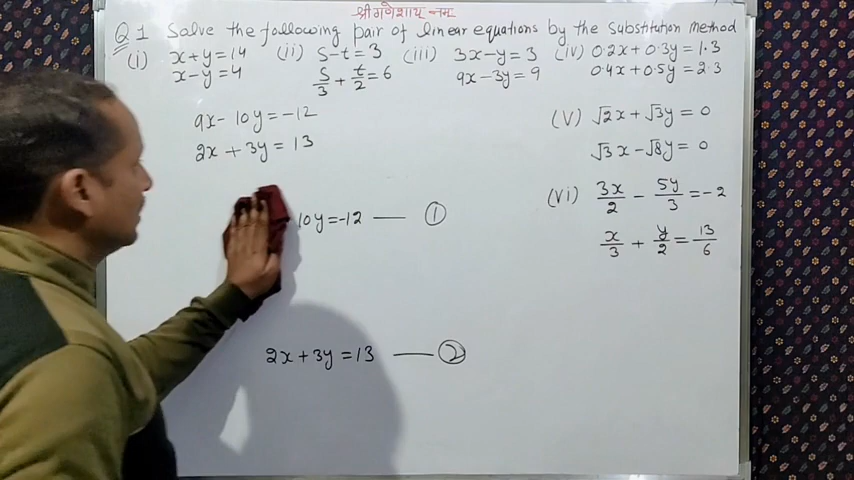 श्री गणेशाय नमः
Q 1 Solve the following pair of linear equations by the substitution method
(i) x+y=14 (ii) s-t=3 (iii) 3x-y=3 (iv) 0.2x+0.3y=1.3
x-y=4 s/3 + t/2 = 6 9x-3y=9 0.4x+0.5y=2.3
9x-10y=-12
2x+3y=13
(V) √2x+√3y=0
√3x-√8y=0
(Vi) 3x/2 - 5y/3 = -2
x/3 + y/2 = 13/6
10y=-12 —— ①
2x+3y=13 —— ②